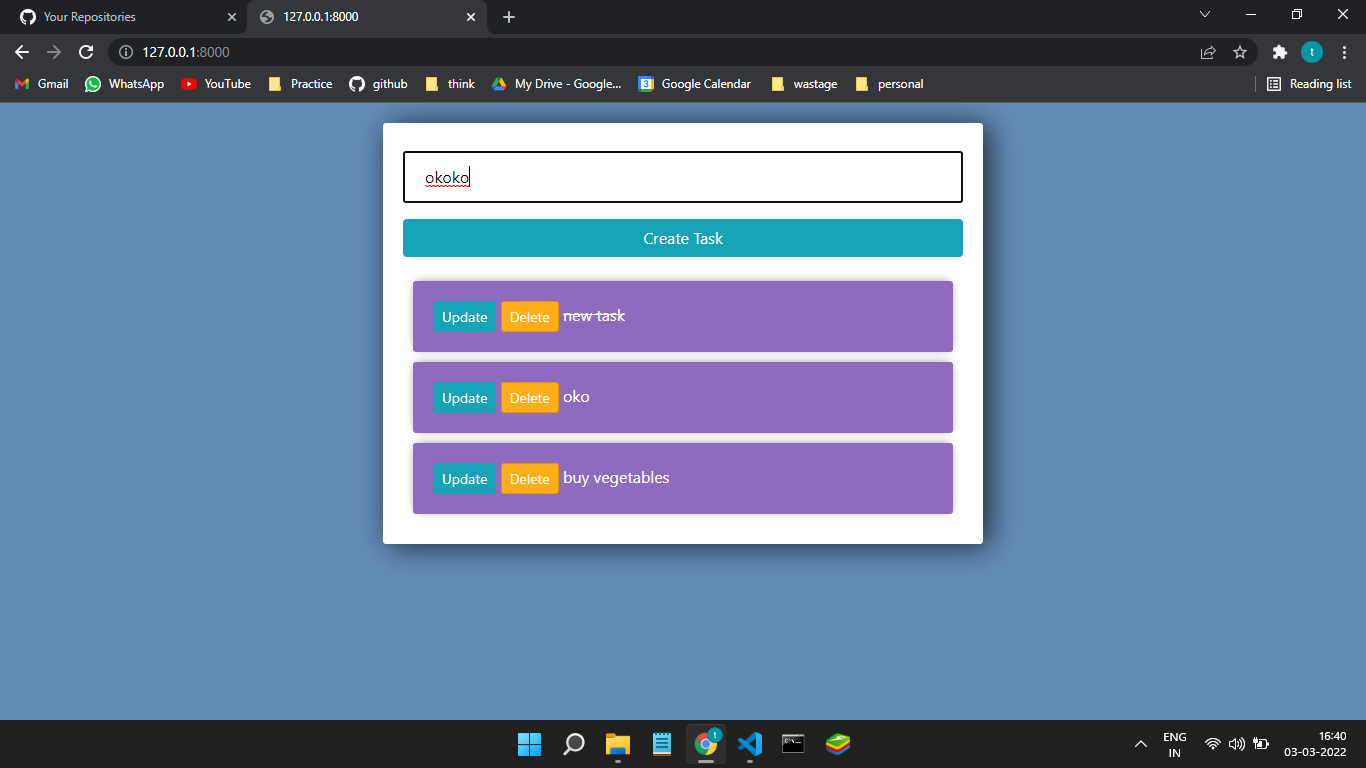 Your Repositories
127.0.0.1:8000
127.0.0.1:8000
Gmail WhatsApp YouTube Practice github think My Drive - Google... Google Calendar wastage personal Reading list
t
okoko
Create Task
Update Delete new task
Update Delete oko
Update Delete buy vegetables
t
ENG
IN
16:40
03-03-2022